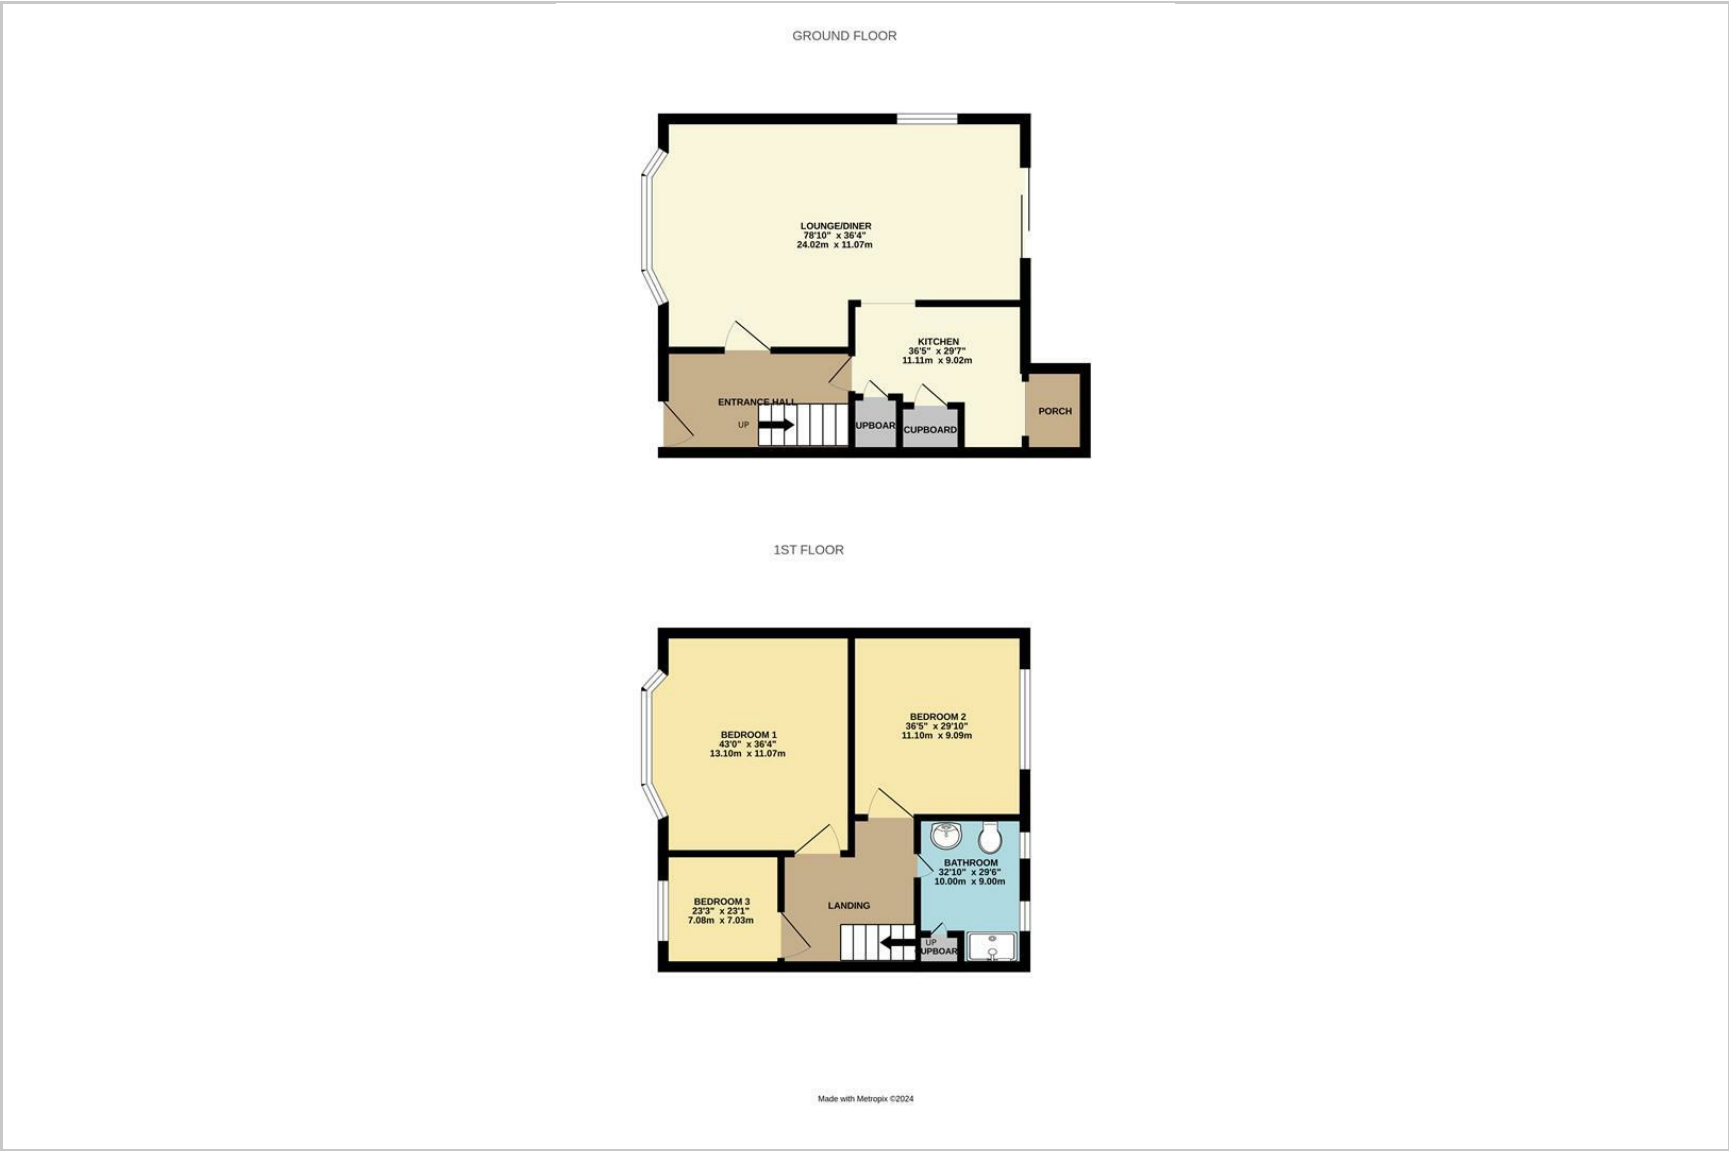 GROUND FLOOR
LOUNGE/DINER
78'10" x 36'4"
24.02m x 11.07m
KITCHEN
36'5" x 29'7"
11.11m x 9.02m
ENTRANCE HALL
UP
UPBOAR
CUPBOARD
PORCH
1ST FLOOR
BEDROOM 1
43'0" x 36'4"
13.10m x 11.07m
BEDROOM 2
36'5" x 29'10"
11.10m x 9.09m
BATHROOM
32'10" x 29'6"
10.00m x 9.00m
BEDROOM 3
23'3" x 23'1"
7.08m x 7.03m
LANDING
UP
UPBOAR
Made with Metropix ©2024